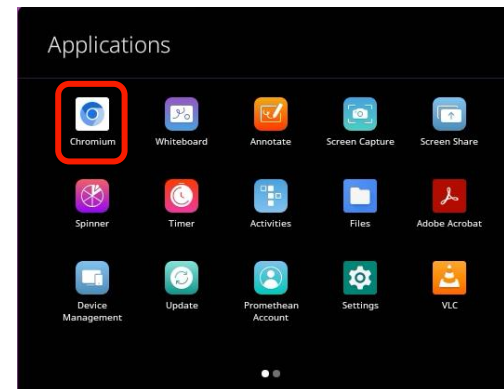 Applications
Chromium
Whiteboard
Annotate
Screen Capture
Screen Share
Spinner
Timer
Activities
Files
Adobe Acrobat
Device
Management
Update
Promethean
Account
Settings
VLC